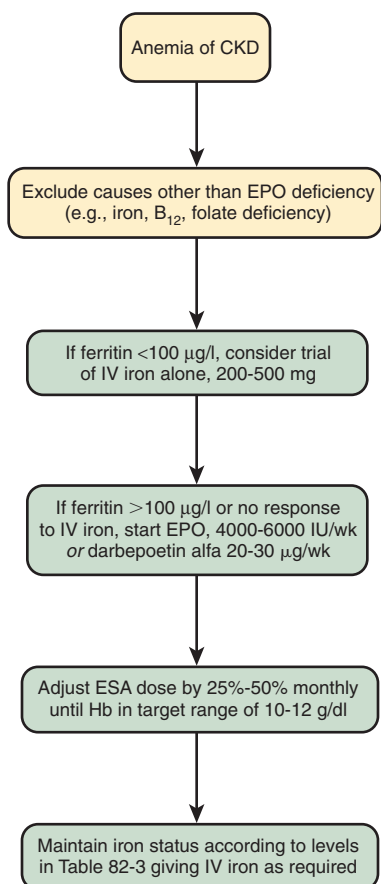 Anemia of CKD
Exclude causes other than EPO deficiency
(e.g., iron, B12, folate deficiency)
If ferritin <100 μg/l, consider trial
of IV iron alone, 200-500 mg
If ferritin >100 μg/l or no response
to IV iron, start EPO, 4000-6000 IU/wk
or darbepoetin alfa 20-30 μg/wk
Adjust ESA dose by 25%-50% monthly
until Hb in target range of 10-12 g/dl
Maintain iron status according to levels
in Table 82-3 giving IV iron as required